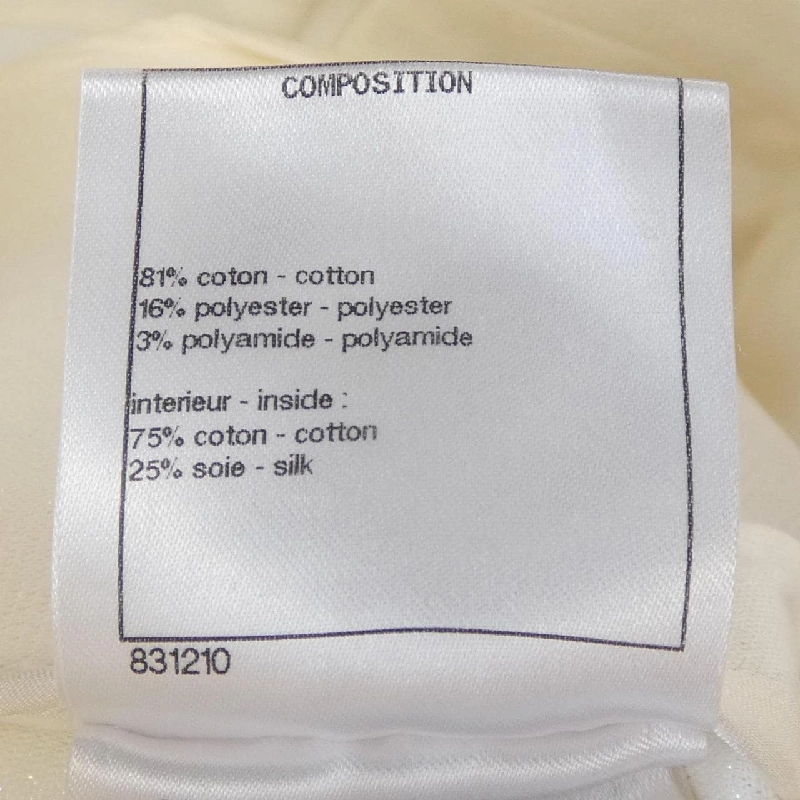 COMPOSITION
81% coton - cotton
16% polyester - polyester
3% polyamide - polyamide
interieur - inside :
75% coton - cotton
25% soie - silk
831210